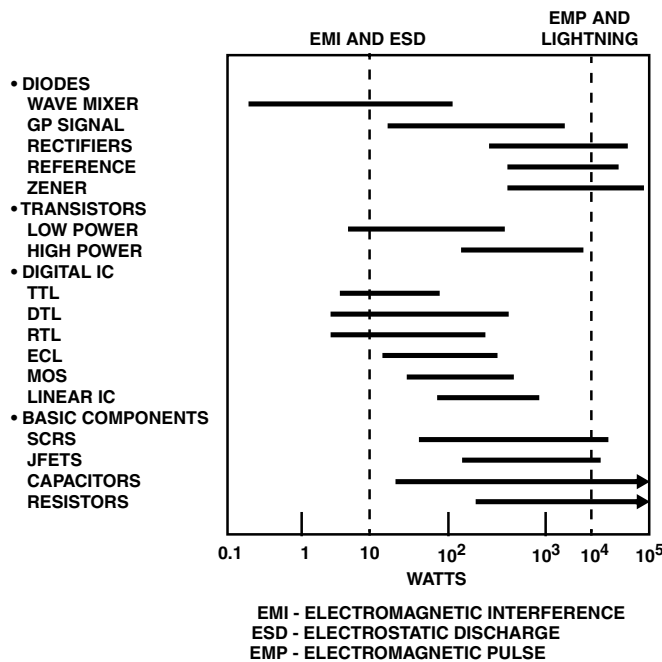 EMI AND ESD
EMP AND
LIGHTNING
• DIODES
WAVE MIXER
GP SIGNAL
RECTIFIERS
REFERENCE
ZENER
• TRANSISTORS
LOW POWER
HIGH POWER
• DIGITAL IC
TTL
DTL
RTL
ECL
MOS
LINEAR IC
• BASIC COMPONENTS
SCRS
JFETS
CAPACITORS
RESISTORS
0.1 1 10 10² 10³ 10⁴ 10⁵
WATTS
EMI - ELECTROMAGNETIC INTERFERENCE
ESD - ELECTROSTATIC DISCHARGE
EMP - ELECTROMAGNETIC PULSE